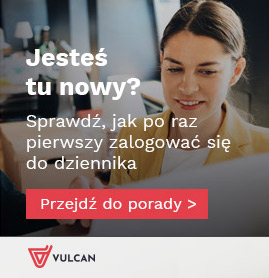 Jesteś
tu nowy?
Sprawdź, jak po raz
pierwszy zalogować się
do dziennika
Przejdź do porady >
VULCAN